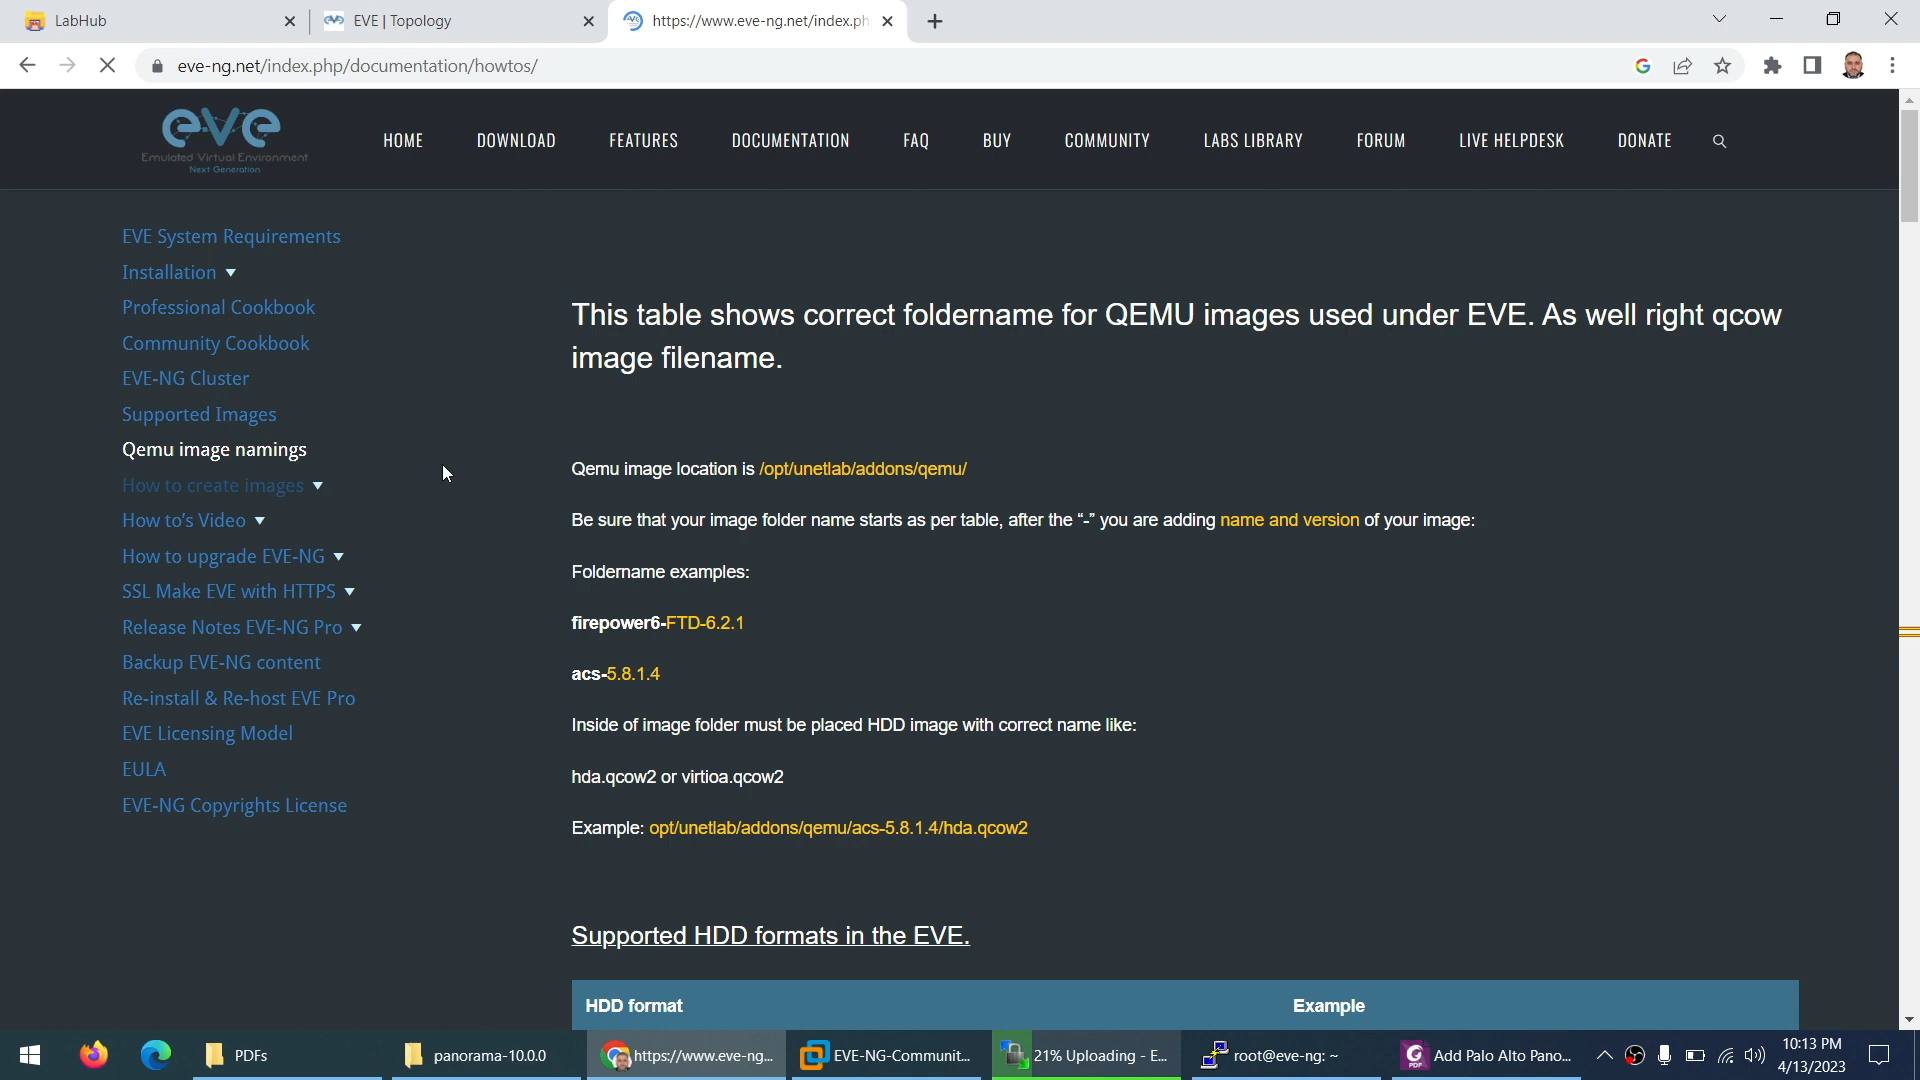 LabHub
EVE | Topology
https://www.eve-ng.net/index.ph
eve-ng.net/index.php/documentation/howtos/
eve
Emulated Virtual Environment
Next Generation
HOME
DOWNLOAD
FEATURES
DOCUMENTATION
FAQ
BUY
COMMUNITY
LABS LIBRARY
FORUM
LIVE HELPDESK
DONATE
EVE System Requirements
Installation
Professional Cookbook
Community Cookbook
EVE-NG Cluster
Supported Images
Qemu image namings
How to create images
How to's Video
How to upgrade EVE-NG
SSL Make EVE with HTTPS
Release Notes EVE-NG Pro
Backup EVE-NG content
Re-install & Re-host EVE Pro
EVE Licensing Model
EULA
EVE-NG Copyrights License
This table shows correct foldername for QEMU images used under EVE. As well right qcow
image filename.
Qemu image location is /opt/unetlab/addons/qemu/
Be sure that your image folder name starts as per table, after the “-” you are adding name and version of your image:
Foldername examples:
firepower6-FTD-6.2.1
acs-5.8.1.4
Inside of image folder must be placed HDD image with correct name like:
hda.qcow2 or virtioa.qcow2
Example: opt/unetlab/addons/qemu/acs-5.8.1.4/hda.qcow2
Supported HDD formats in the EVE.
HDD format
Example
PDFs
panorama-10.0.0
https://www.eve-ng...
EVE-NG-Communit...
21% Uploading - E...
root@eve-ng: ~
Add Palo Alto Pano...
10:13 PM
4/13/2023